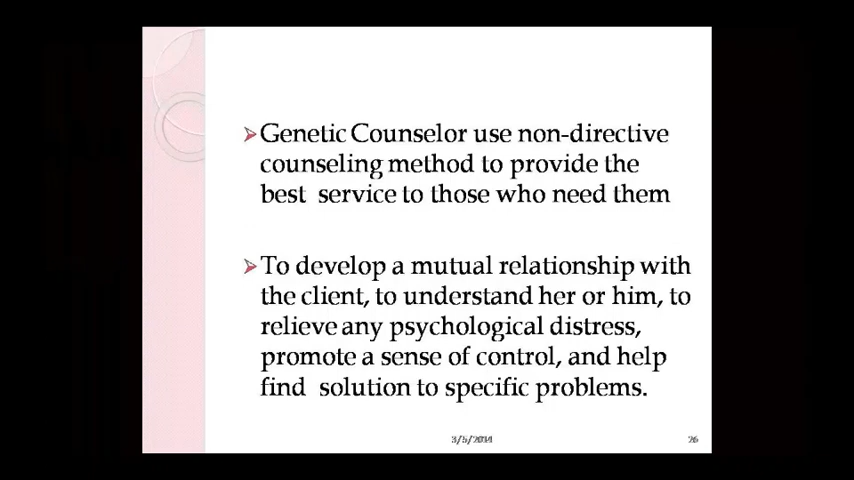 Genetic Counselor use non-directive
counseling method to provide the
best service to those who need them
To develop a mutual relationship with
the client, to understand her or him, to
relieve any psychological distress,
promote a sense of control, and help
find solution to specific problems.
26